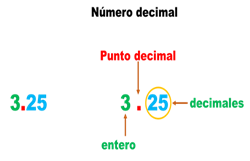 Número decimal
Punto decimal
3.25
3 . 25
decimales
entero